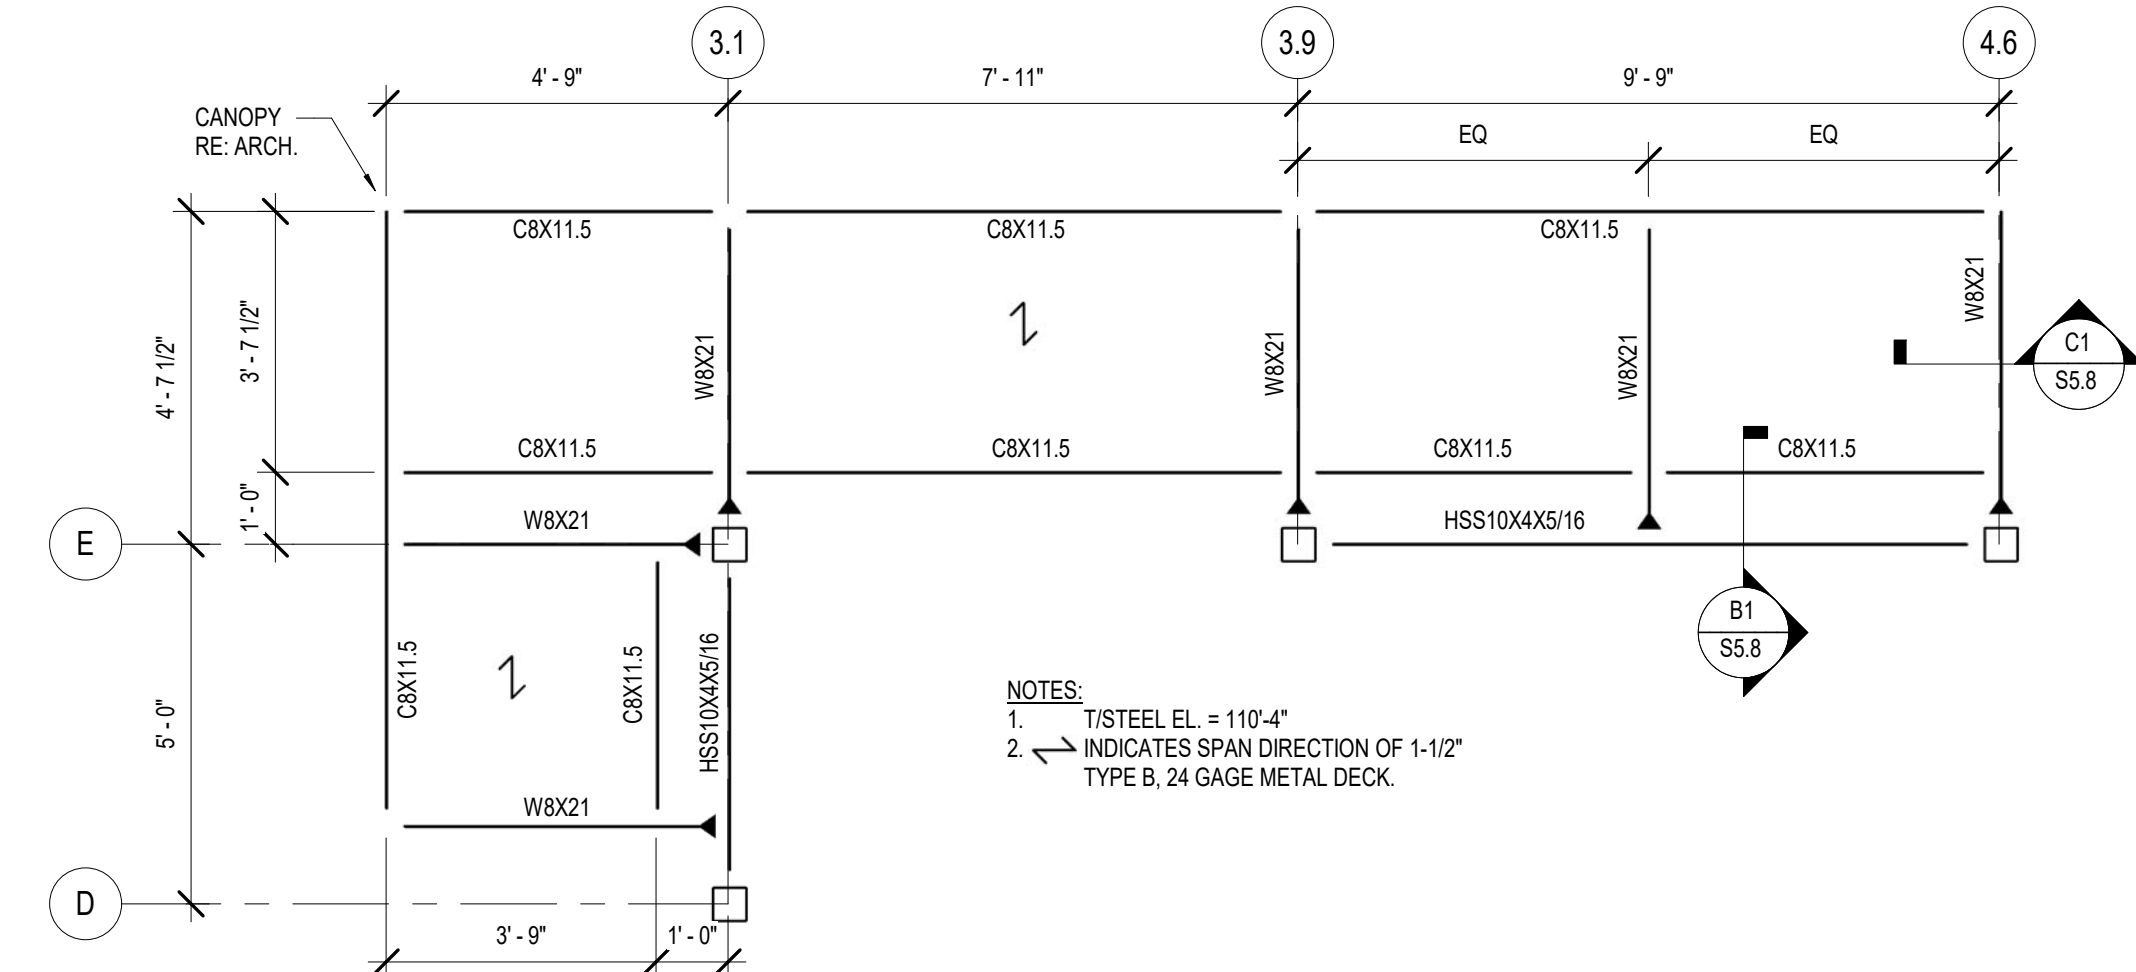 3.1
3.9
4.6
4' - 9"
7' - 11"
9' - 9"
CANOPY
RE: ARCH.
EQ
EQ
C8X11.5
C8X11.5
C8X11.5
4' - 7 1/2"
3' - 7 1/2"
W8X21
W8X21
W8X21
W8X21
C1
S5.8
C8X11.5
C8X11.5
C8X11.5
C8X11.5
1' - 0"
E
W8X21
HSS10X4X5/16
B1
S5.8
5' - 0"
C8X11.5
C8X11.5
HSS10X4X5/16
NOTES:
1. T/STEEL EL. = 110'-4"
2. INDICATES SPAN DIRECTION OF 1-1/2"
TYPE B, 24 GAGE METAL DECK.
W8X21
D
3' - 9"
1' - 0"